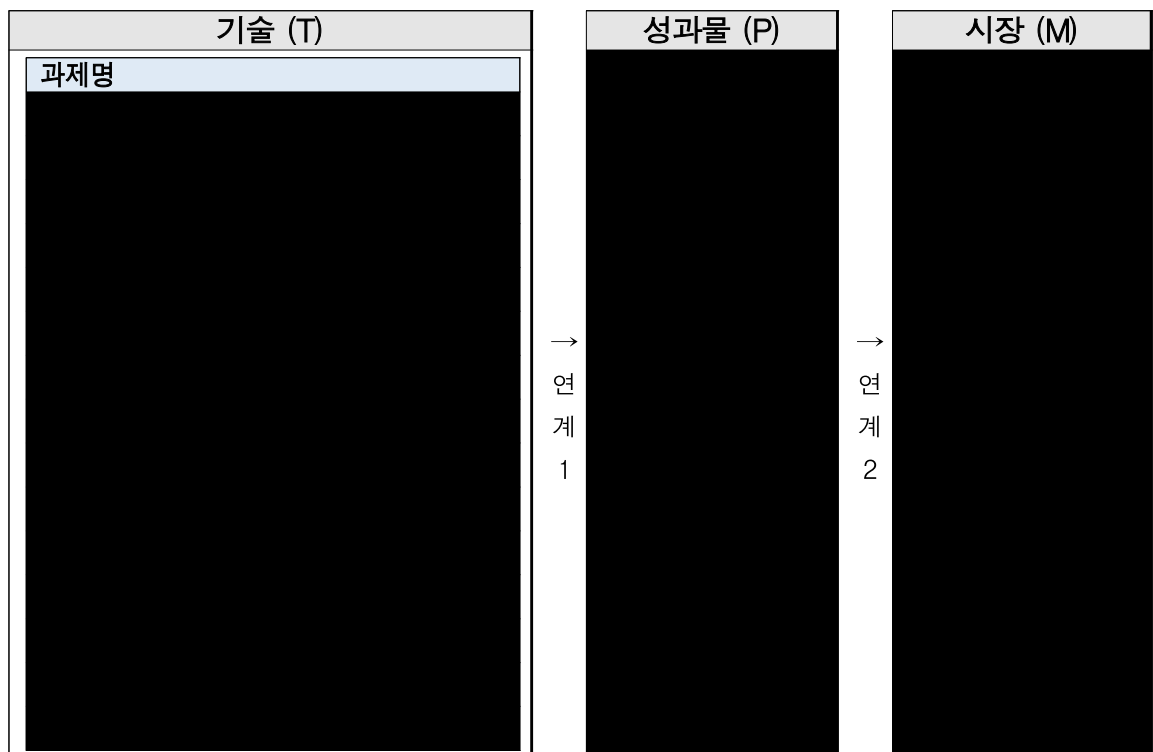 기술 (T)
성과물 (P)
시장 (M)
과제명
→
연
계
1
→
연
계
2